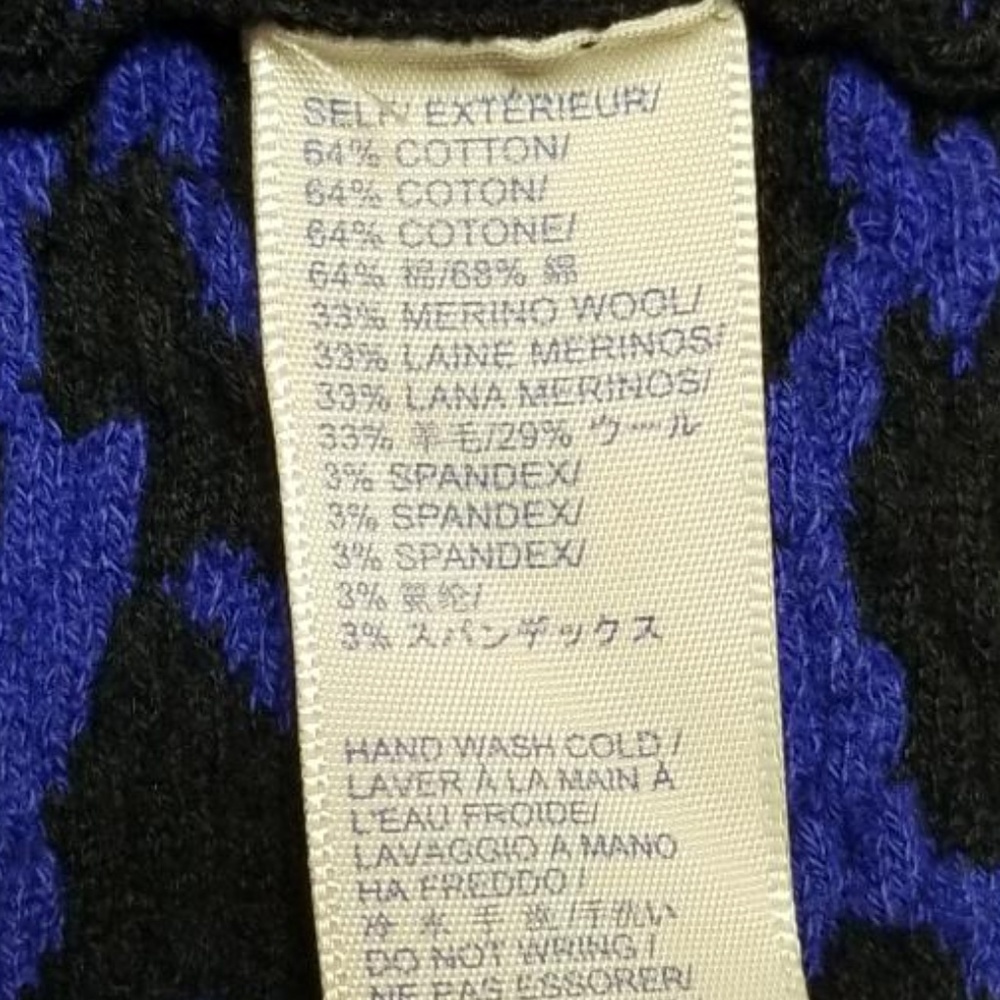 SELF/ EXTÉRIEUR/
64% COTTON/
64% COTON/
64% COTONE/
64% 棉/68% 綿
33% MERINO WOOL/
33% LAINE MERINOS/
33% LANA MERINOS/
33% 羊毛/29% ウール
3% SPANDEX/
3% SPANDEX/
3% SPANDEX/
3% 氨纶/
3% スパンデックス
HAND WASH COLD /
LAVER À LA MAIN À
L'EAU FROIDE/
LAVAGGIO A MANO
HA FREDDO /
冷 水 手 洗 /手洗い
DO NOT WRING /
NE PAS ESSORER/